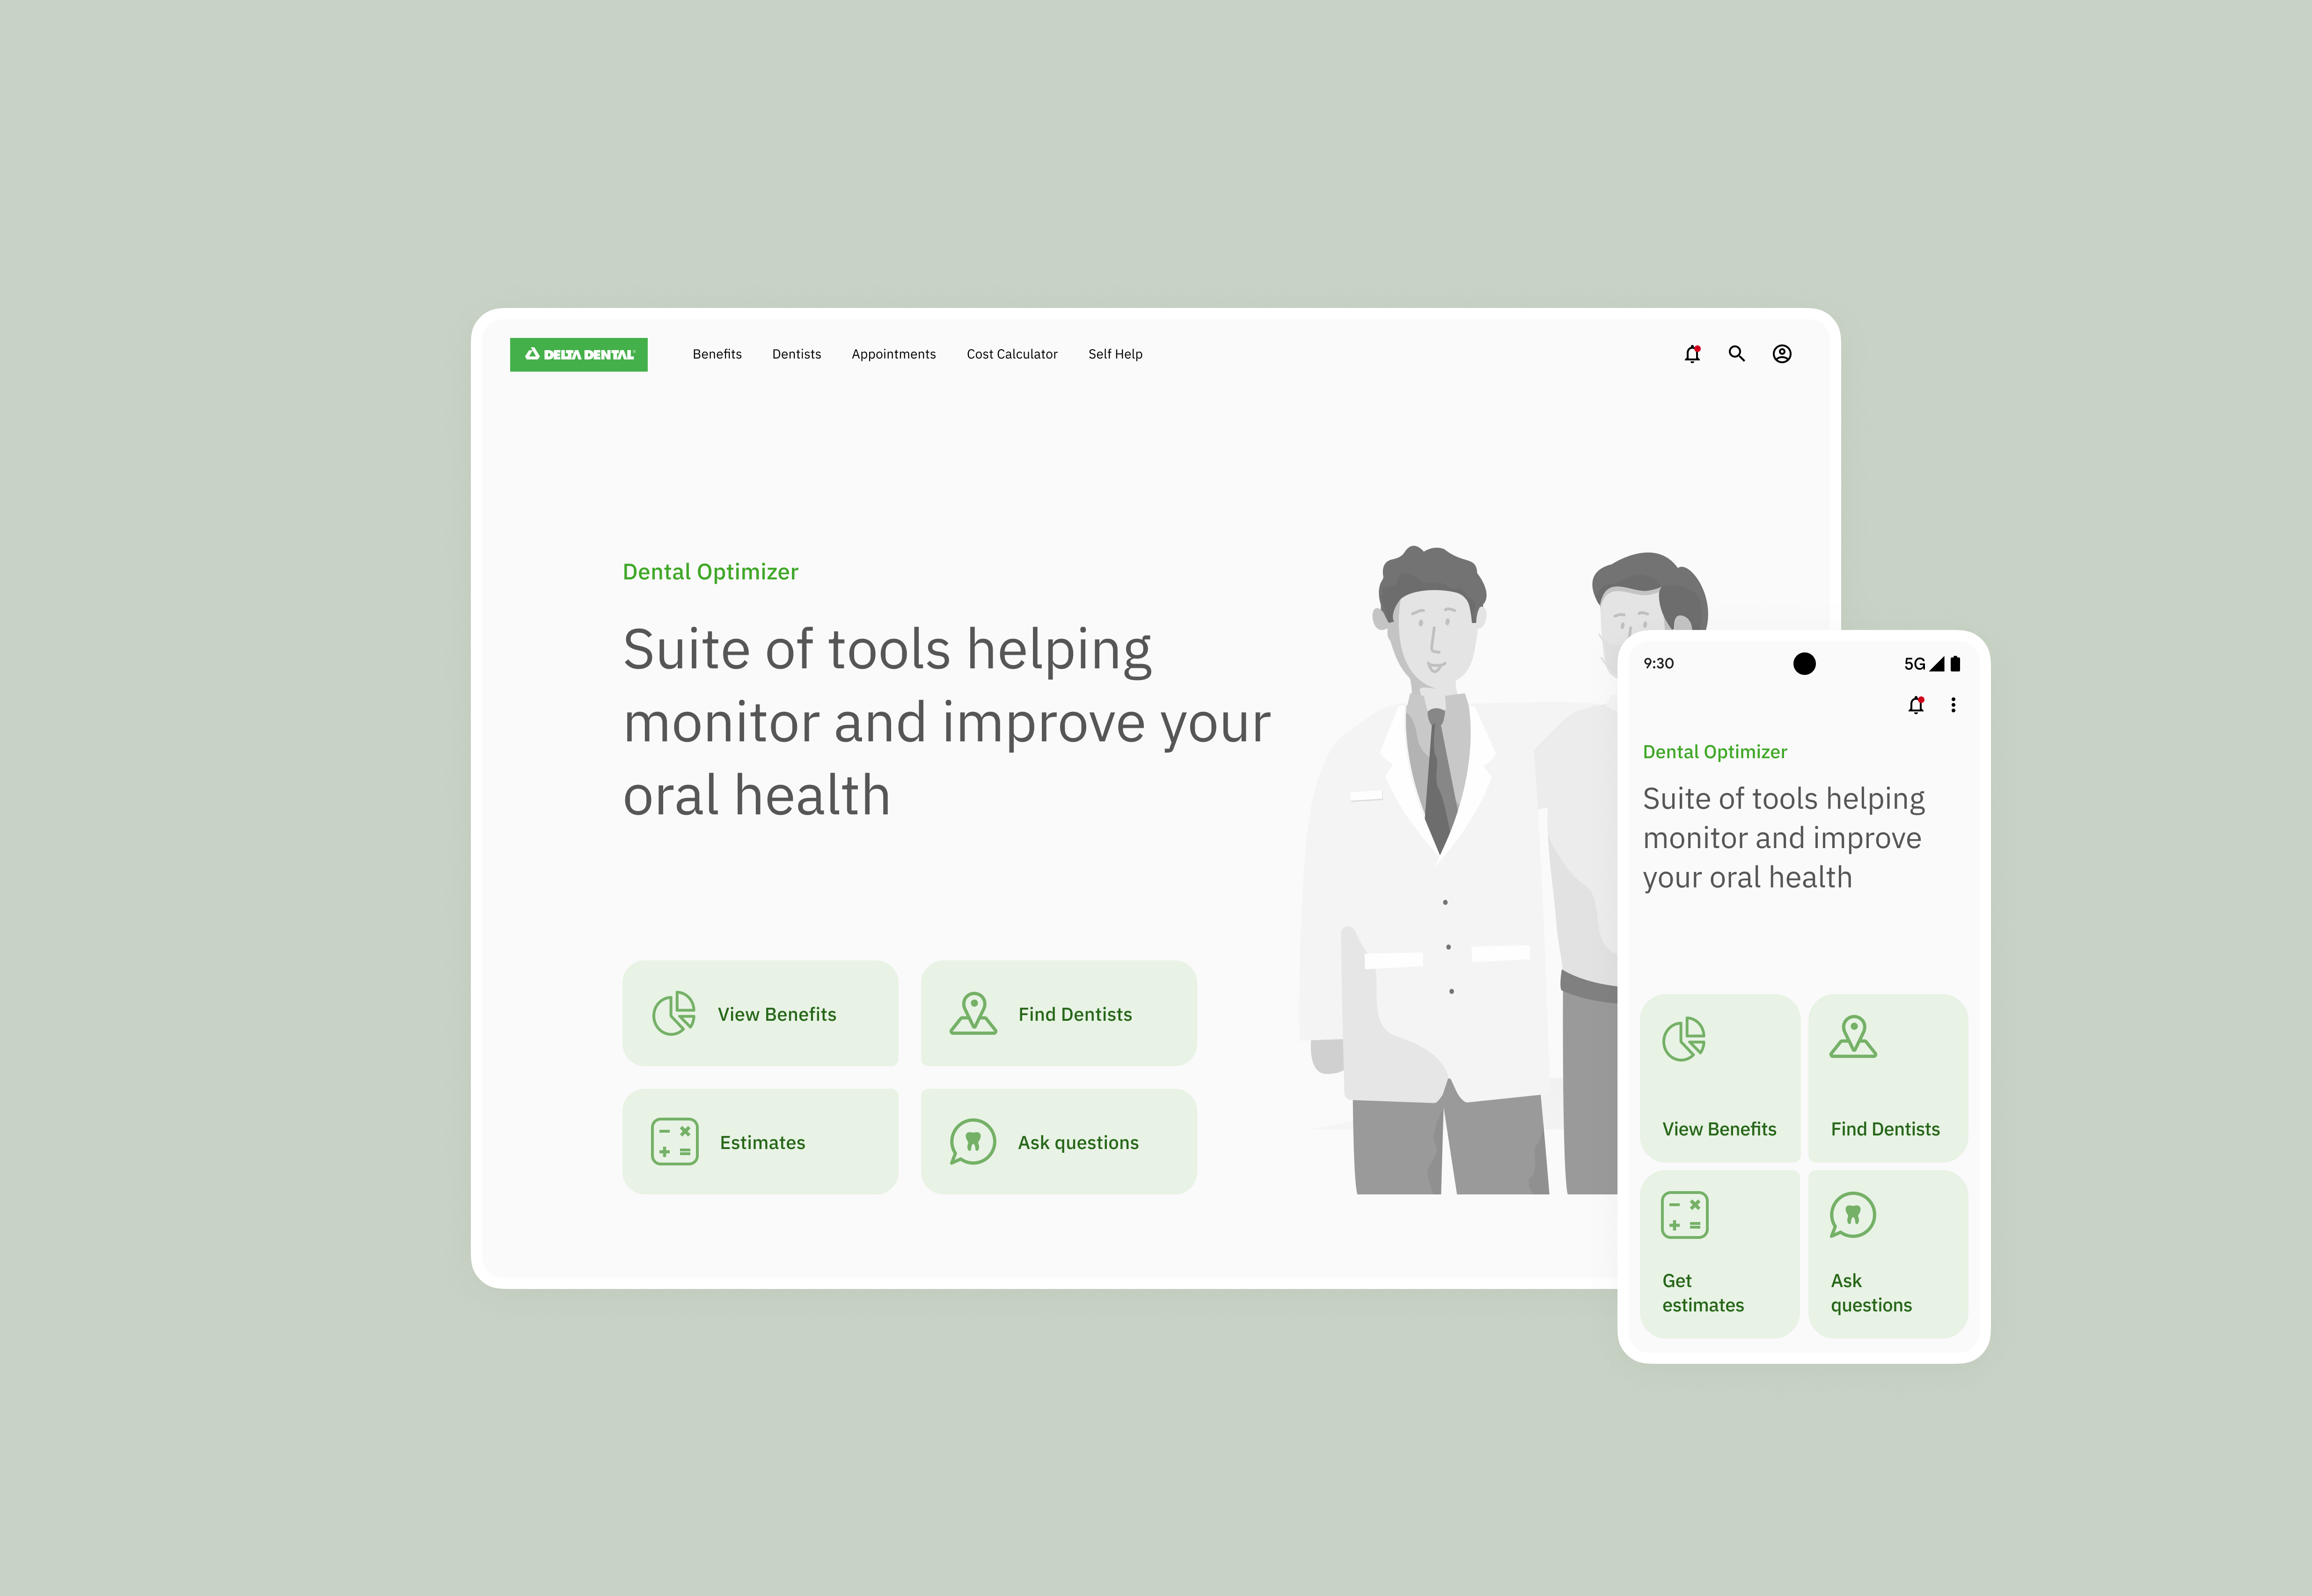 DELTA DENTAL
Benefits
Dentists
Appointments
Cost Calculator
Self Help
Dental Optimizer
Suite of tools helping
monitor and improve your
oral health
View Benefits
Find Dentists
Estimates
Ask questions
9:30
5G
Dental Optimizer
Suite of tools helping
monitor and improve
your oral health
View Benefits
Find Dentists
Get
estimates
Ask
questions